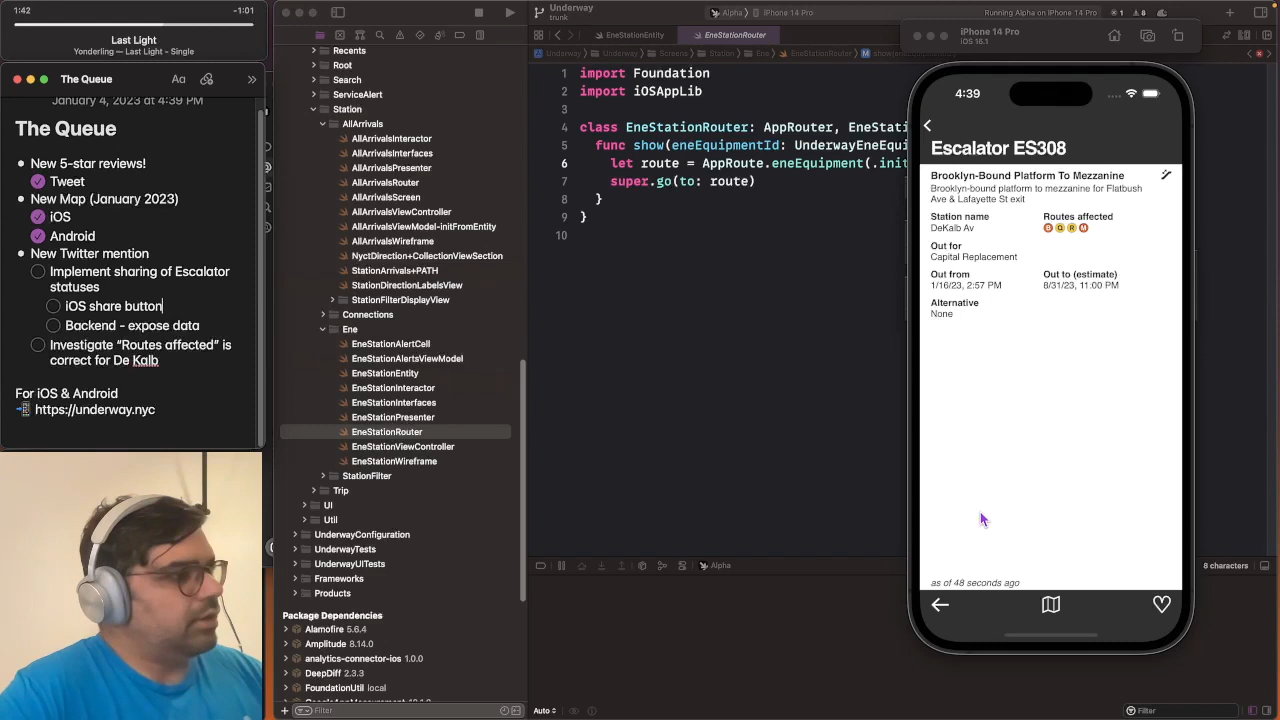 1:42
-1:01
Last Light
Yonderling — Last Light - Single
The Queue
Aa
January 4, 2023 at 4:39 PM
The Queue
New 5-star reviews!
Tweet
New Map (January 2023)
iOS
Android
New Twitter mention
Implement sharing of Escalator
statuses
iOS share button
Backend - expose data
Investigate “Routes affected” is
correct for De Kalb
For iOS & Android
📲 https://underway.nyc
Recents
Root
Search
ServiceAlert
Station
AllArrivals
AllArrivalsInteractor
AllArrivalsInterfaces
AllArrivalsPresenter
AllArrivalsRouter
AllArrivalsScreen
AllArrivalsViewController
AllArrivalsViewModel-initFromEntity
AllArrivalsWireframe
NyctDirection+CollectionViewSection
StationArrivals+PATH
StationDirectionLabelsView
StationFilterDisplayView
Connections
Ene
EneStationAlertCell
EneStationAlertsViewModel
EneStationEntity
EneStationInteractor
EneStationInterfaces
EneStationPresenter
EneStationRouter
EneStationViewController
EneStationWireframe
StationFilter
Trip
UI
Util
UnderwayConfiguration
UnderwayTests
UnderwayUITests
Frameworks
Products
Package Dependencies
Alamofire 5.6.4
Amplitude 8.14.0
analytics-connector-ios 1.0.0
DeepDiff 2.3.3
FoundationUtil local
Filter
Underway
trunk
Alpha
iPhone 14 Pro
Running Alpha on iPhone 14 Pro
1
8
EneStationEntity
EneStationRouter
Underway
Underway
Screens
Station
Ene
EneStationRouter
1 import Foundation
2 import iOSAppLib
3
4 class EneStationRouter: AppRouter, EneStat
5 func show(eneEquipmentId: UnderwayEneEqui
6 let route = AppRoute.eneEquipment(.init
7 super.go(to: route)
8 }
9 }
10
Alpha
8 characters
Auto
Filter
iPhone 14 Pro
iOS 16.1
4:39
Escalator ES308
Brooklyn-Bound Platform To Mezzanine
Brooklyn-bound platform to mezzanine for Flatbush
Ave & Lafayette St exit
Station name
DeKalb Av
Routes affected
B Q R M
Out for
Capital Replacement
Out from
1/16/23, 2:57 PM
Out to (estimate)
8/31/23, 11:00 PM
Alternative
None
as of 48 seconds ago